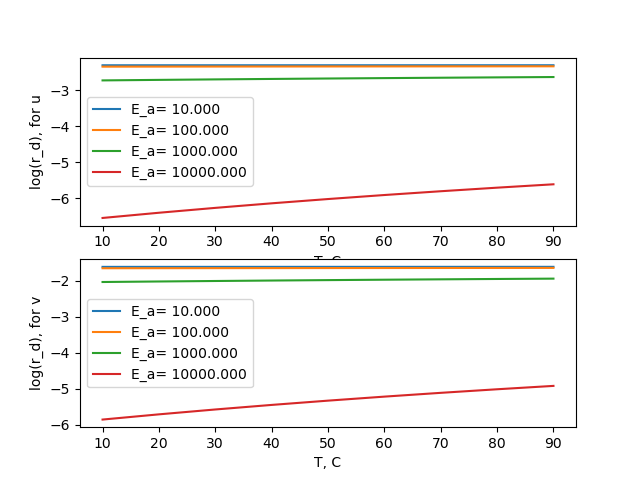 log(r_d), for u
−3
−4
−5
−6
E_a= 10.000
E_a= 100.000
E_a= 1000.000
E_a= 10000.000
10 20 30 40 50 60 70 80 90
T, C
log(r_d), for v
−2
−3
−4
−5
−6
E_a= 10.000
E_a= 100.000
E_a= 1000.000
E_a= 10000.000
10 20 30 40 50 60 70 80 90
T, C